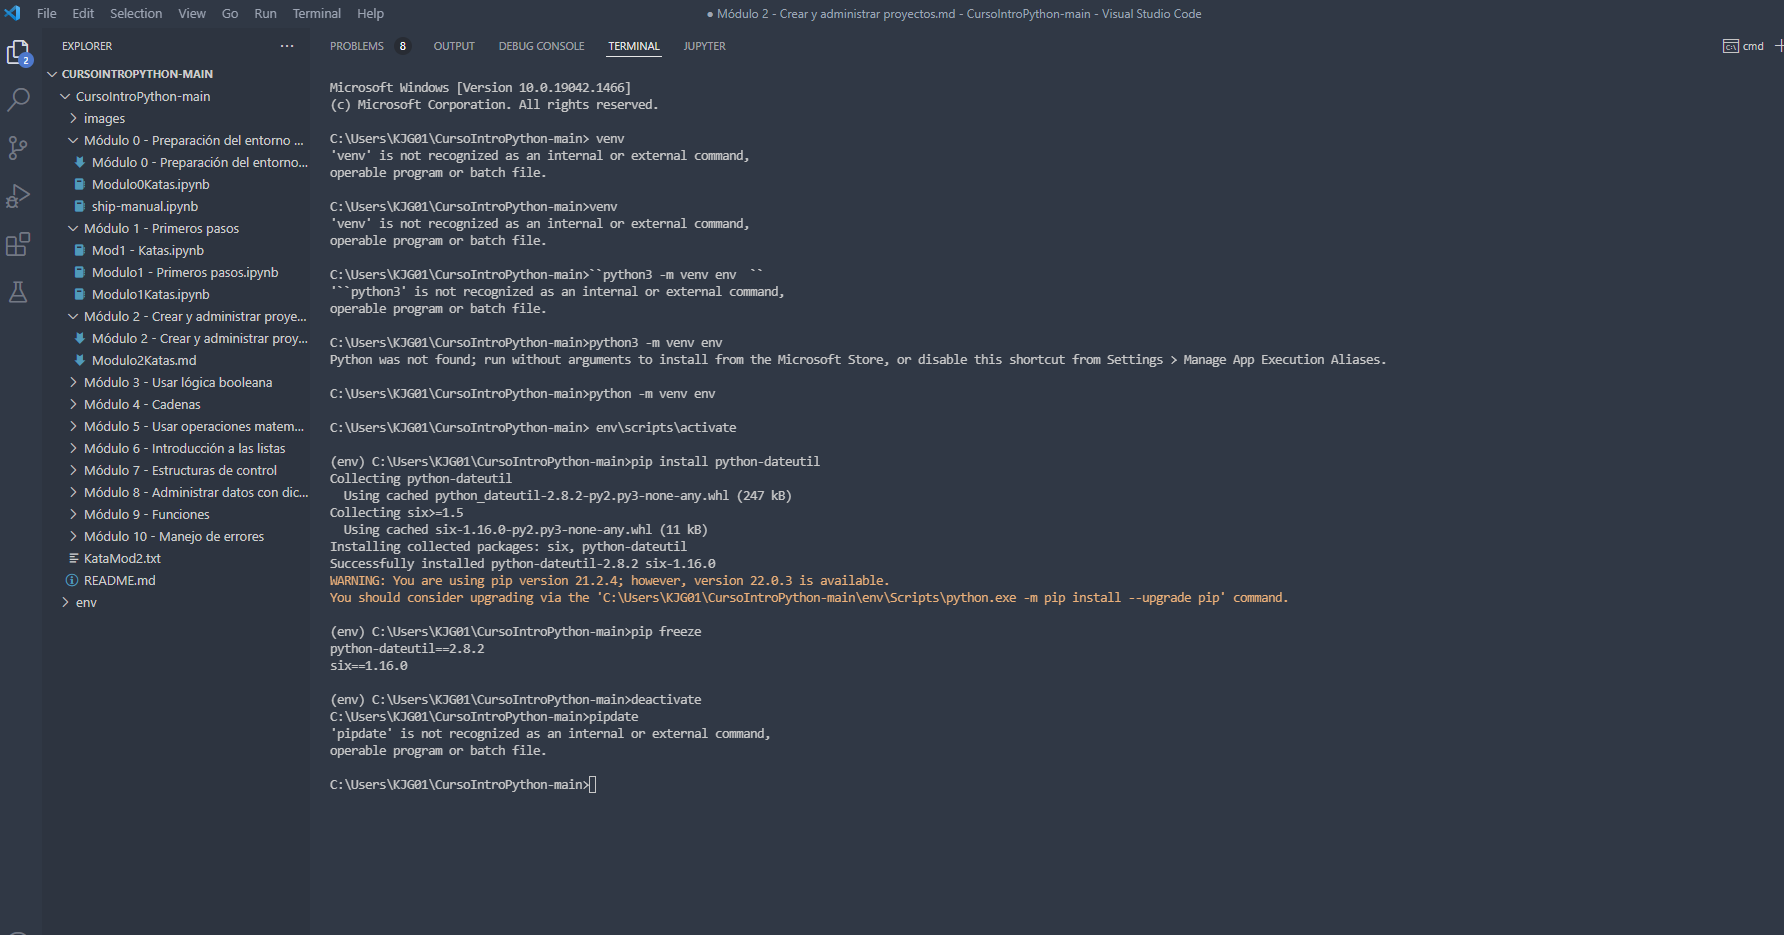 File Edit Selection View Go Run Terminal Help
● Módulo 2 - Crear y administrar proyectos.md - CursoIntroPython-main - Visual Studio Code
2
EXPLORER ...
CURSOINTROPYTHON-MAIN
CursoIntroPython-main
images
Módulo 0 - Preparación del entorno ...
Módulo 0 - Preparación del entorno...
Modulo0Katas.ipynb
ship-manual.ipynb
Módulo 1 - Primeros pasos
Mod1 - Katas.ipynb
Modulo1 - Primeros pasos.ipynb
Modulo1Katas.ipynb
Módulo 2 - Crear y administrar proye...
Módulo 2 - Crear y administrar proy...
Modulo2Katas.md
Módulo 3 - Usar lógica booleana
Módulo 4 - Cadenas
Módulo 5 - Usar operaciones matem...
Módulo 6 - Introducción a las listas
Módulo 7 - Estructuras de control
Módulo 8 - Administrar datos con dic...
Módulo 9 - Funciones
Módulo 10 - Manejo de errores
KataMod2.txt
README.md
env
PROBLEMS 8 OUTPUT DEBUG CONSOLE TERMINAL JUPYTER
cmd
Microsoft Windows [Version 10.0.19042.1466]
(c) Microsoft Corporation. All rights reserved.
C:\Users\KJG01\CursoIntroPython-main> venv
'venv' is not recognized as an internal or external command,
operable program or batch file.
C:\Users\KJG01\CursoIntroPython-main>venv
'venv' is not recognized as an internal or external command,
operable program or batch file.
C:\Users\KJG01\CursoIntroPython-main>``python3 -m venv env  ``
'``python3' is not recognized as an internal or external command,
operable program or batch file.
C:\Users\KJG01\CursoIntroPython-main>python3 -m venv env
Python was not found; run without arguments to install from the Microsoft Store, or disable this shortcut from Settings > Manage App Execution Aliases.
C:\Users\KJG01\CursoIntroPython-main>python -m venv env
C:\Users\KJG01\CursoIntroPython-main> env\scripts\activate
(env) C:\Users\KJG01\CursoIntroPython-main>pip install python-dateutil
Collecting python-dateutil
Using cached python_dateutil-2.8.2-py2.py3-none-any.whl (247 kB)
Collecting six>=1.5
Using cached six-1.16.0-py2.py3-none-any.whl (11 kB)
Installing collected packages: six, python-dateutil
Successfully installed python-dateutil-2.8.2 six-1.16.0
WARNING: You are using pip version 21.2.4; however, version 22.0.3 is available.
You should consider upgrading via the 'C:\Users\KJG01\CursoIntroPython-main\env\Scripts\python.exe -m pip install --upgrade pip' command.
(env) C:\Users\KJG01\CursoIntroPython-main>pip freeze
python-dateutil==2.8.2
six==1.16.0
(env) C:\Users\KJG01\CursoIntroPython-main>deactivate
C:\Users\KJG01\CursoIntroPython-main>pipdate
'pipdate' is not recognized as an internal or external command,
operable program or batch file.
C:\Users\KJG01\CursoIntroPython-main>